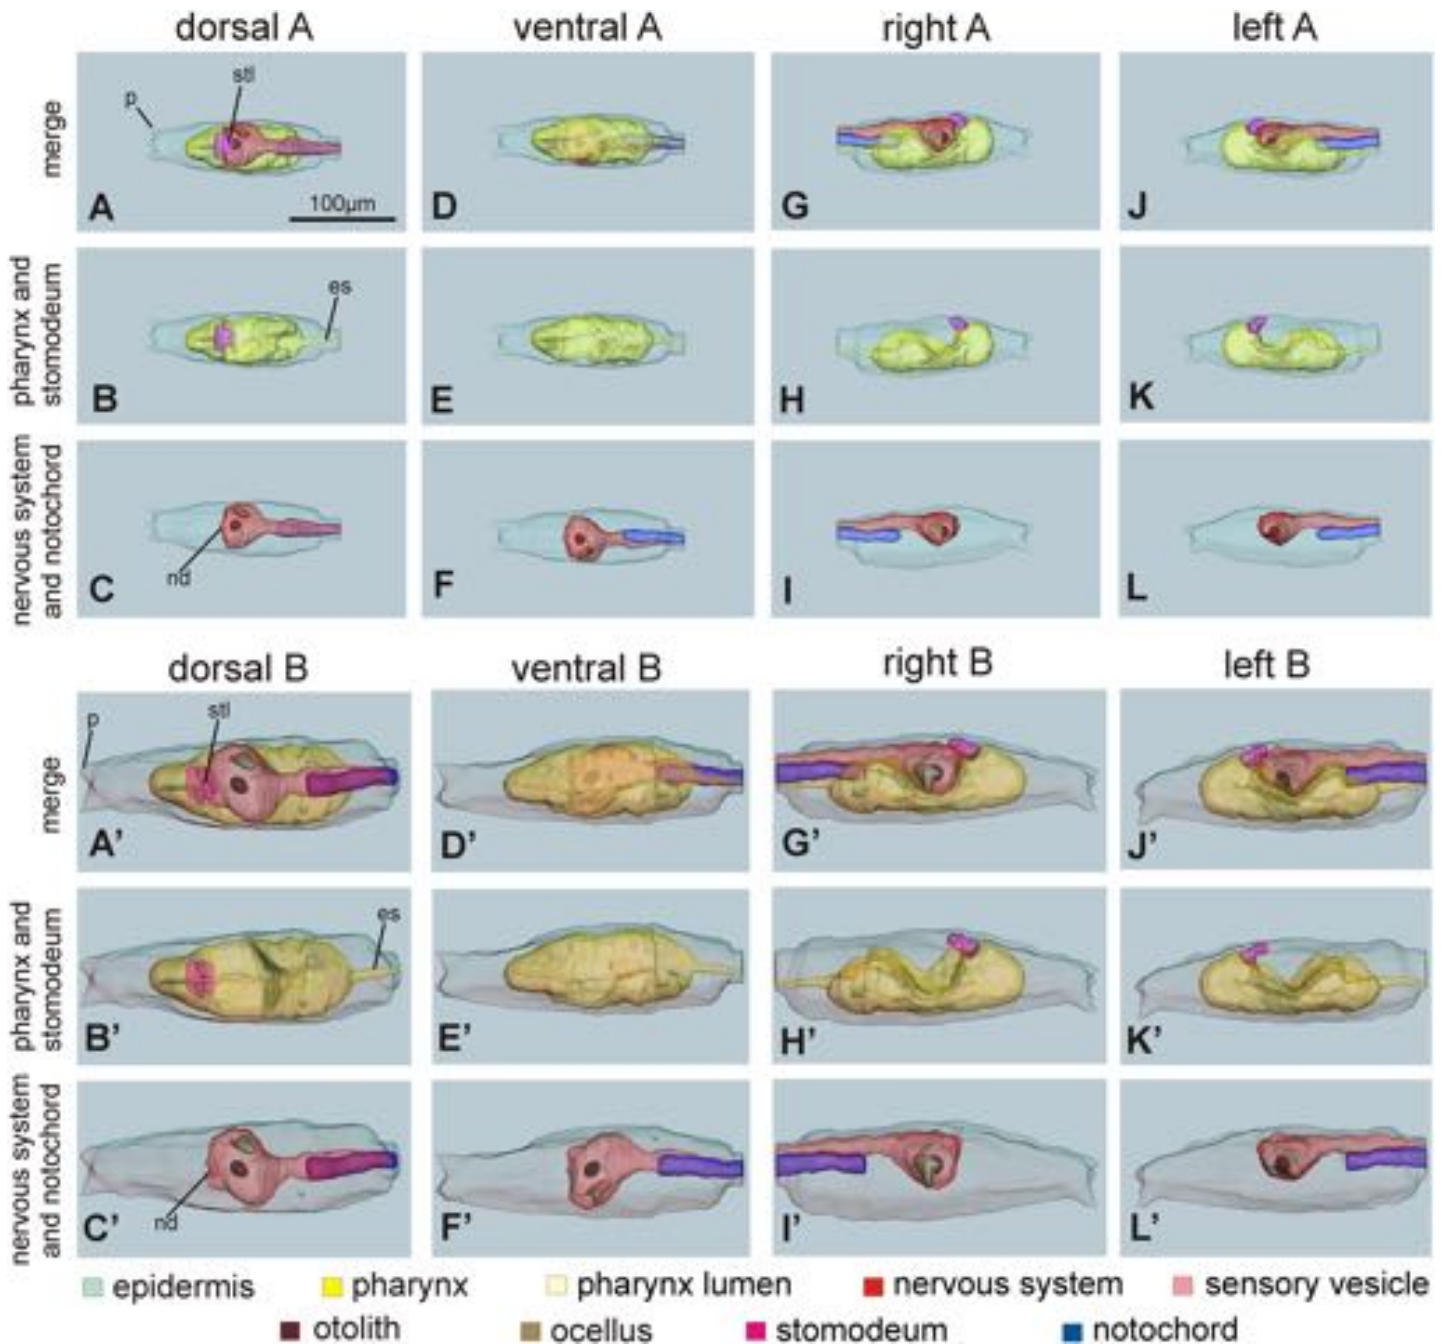 dorsal A ventral A right A left A
merge
p stl
A 100µm D G J
pharynx and
stomodeum
es
B E H K
nervous system
and notochord
nd
C F I L
dorsal B ventral B right B left B
merge
p stl
A’ D’ G’ J’
pharynx and
stomodeum
es
B’ E’ H’ K’
nervous system
and notochord
nd
C’ F’ I’ L’
epidermis pharynx pharynx lumen nervous system sensory vesicle
otolith ocellus stomodeum notochord